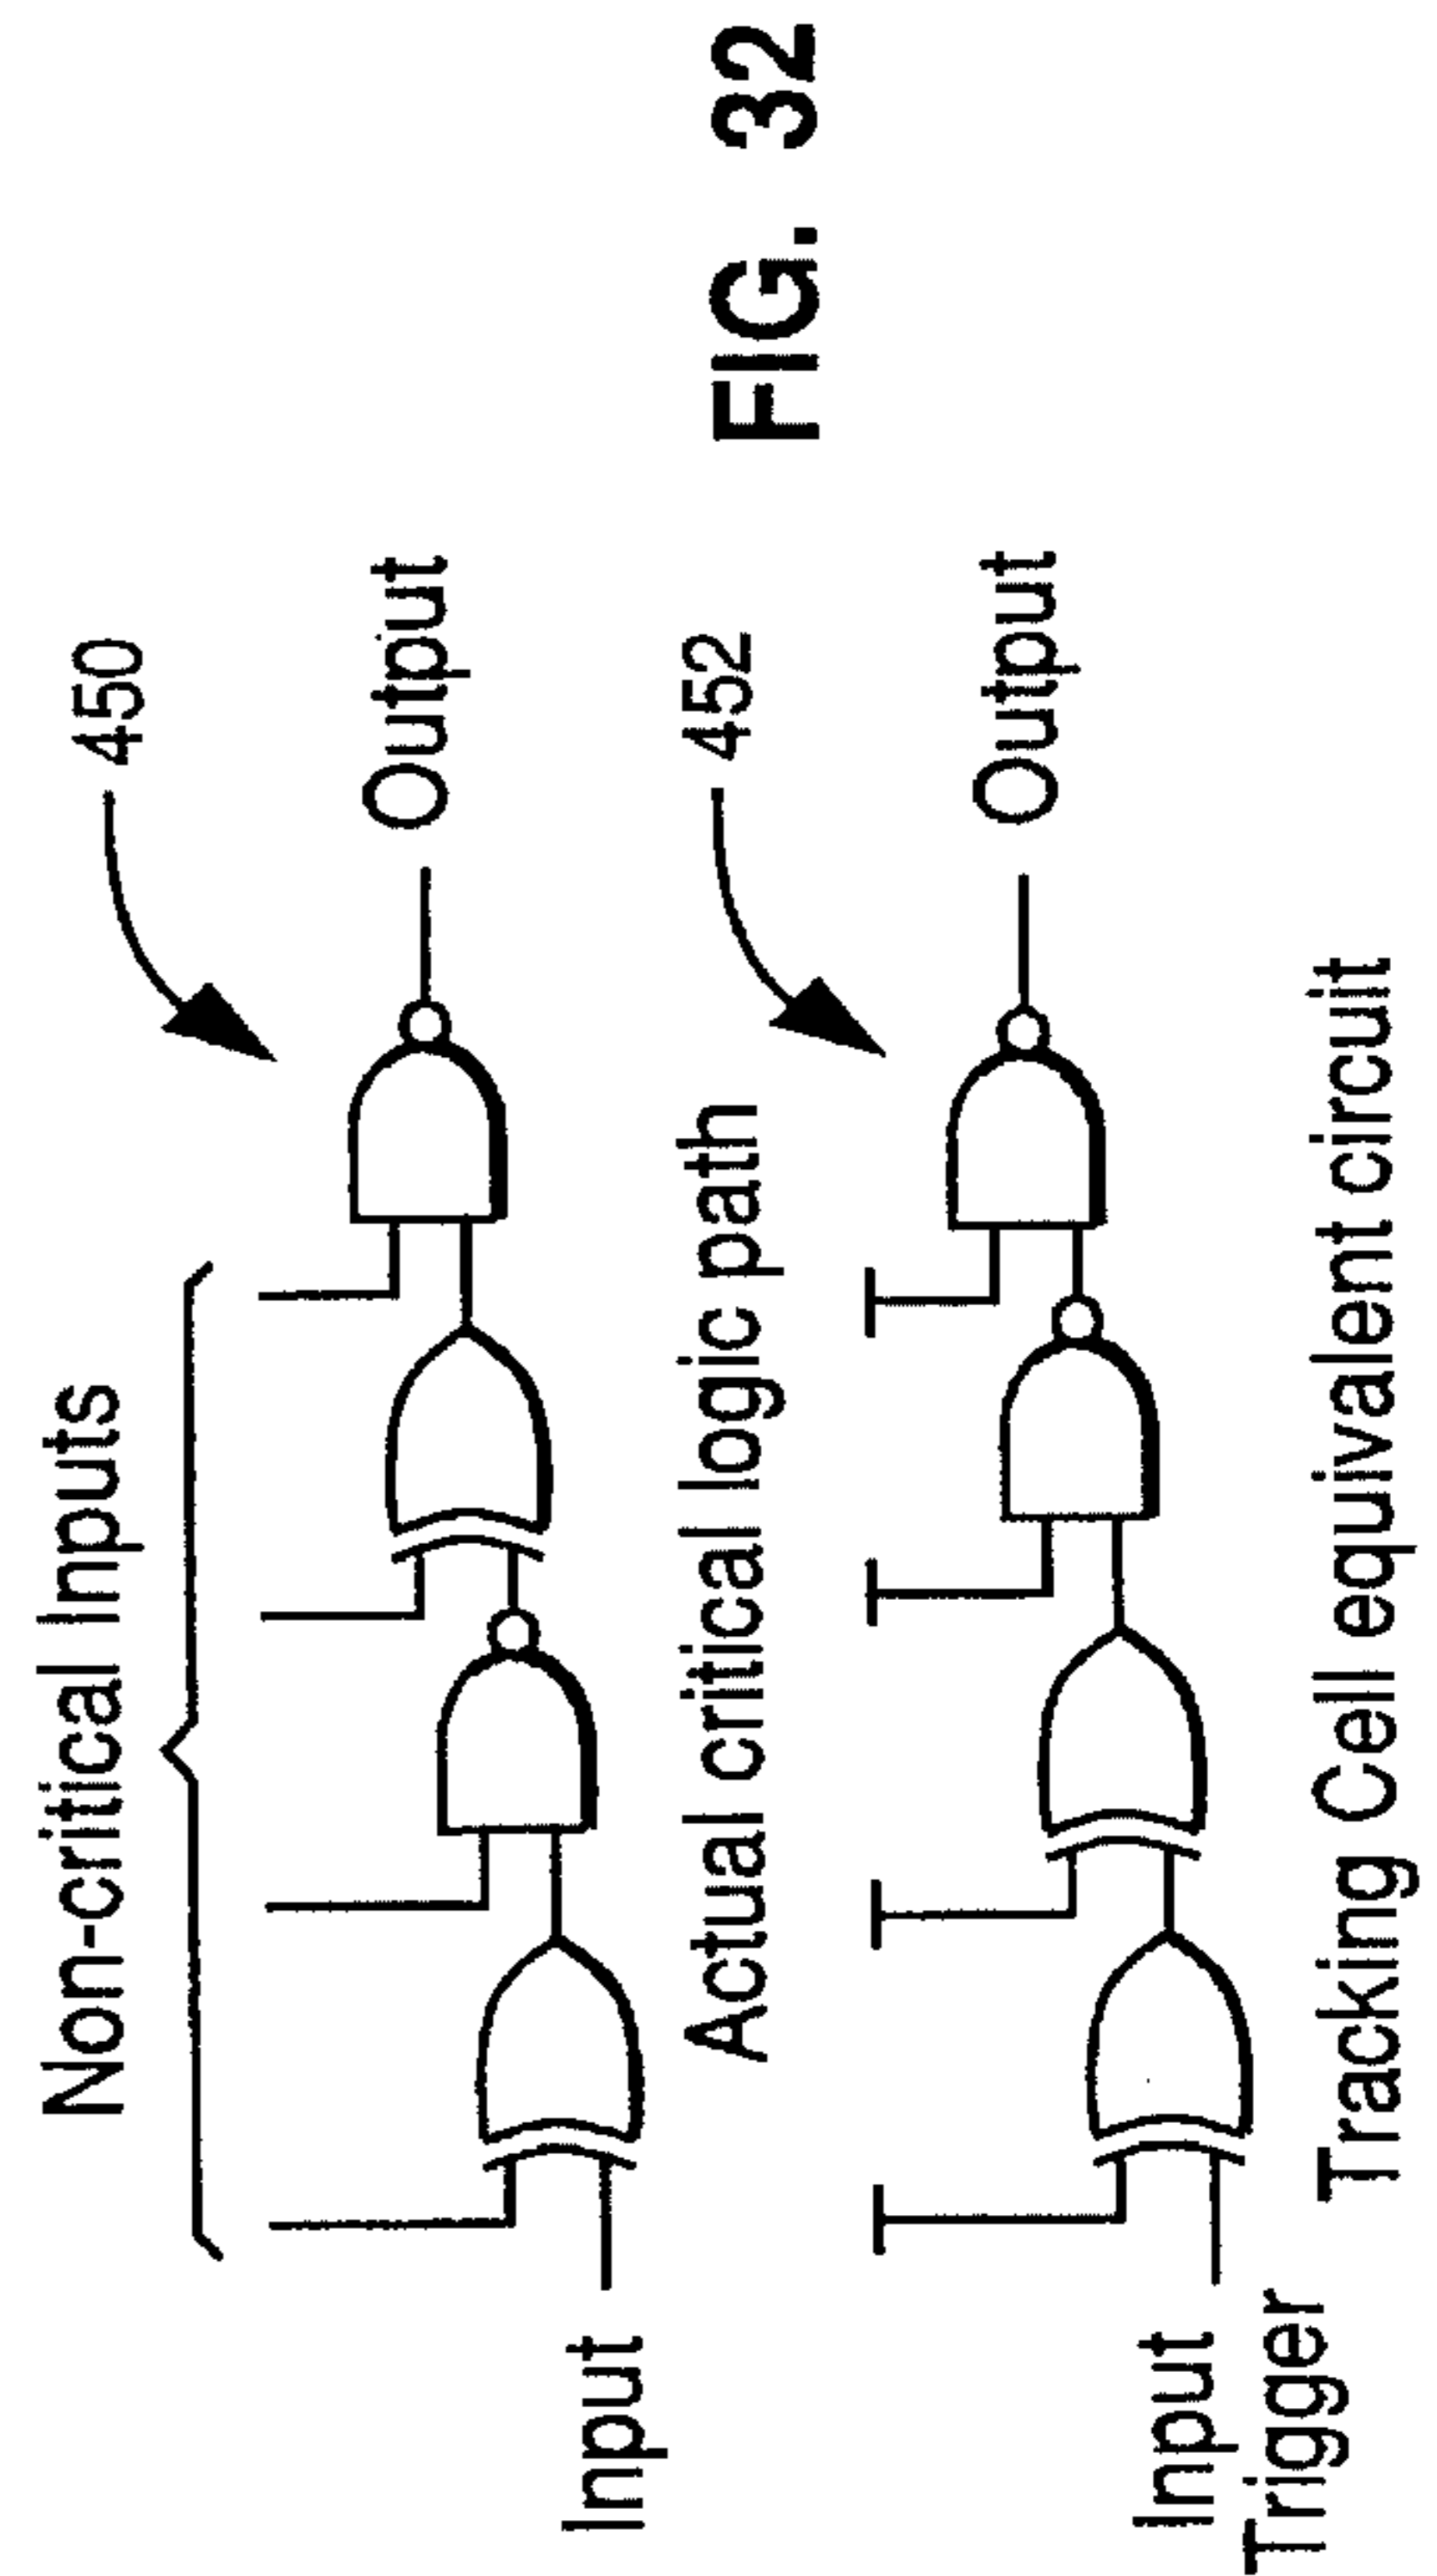 Non-critical Inputs
450
Input
Output
Actual critical logic path
452
Input
Trigger
Output
Tracking Cell equivalent circuit
FIG. 32